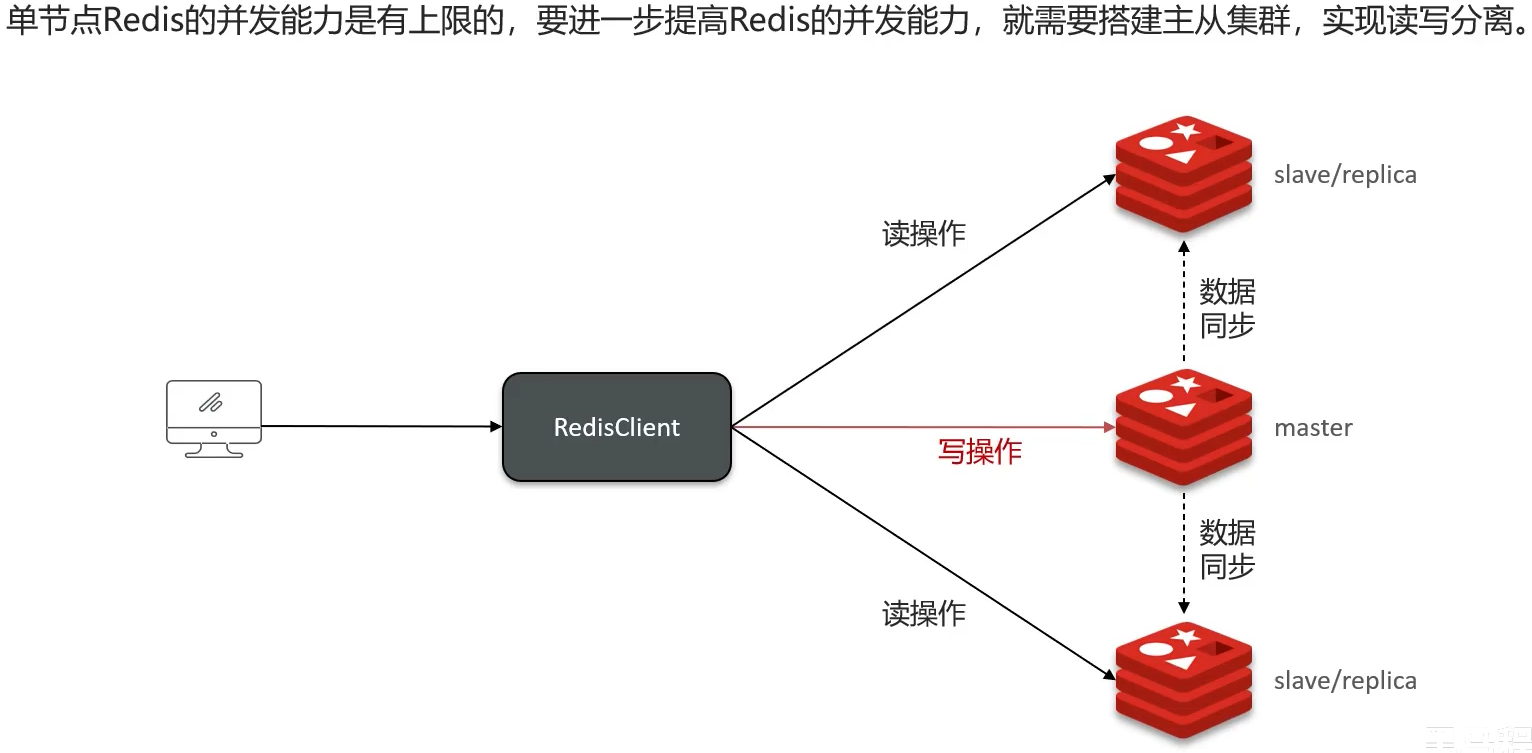 单节点Redis的并发能力是有上限的，要进一步提高Redis的并发能力，就需要搭建主从集群，实现读写分离。
slave/replica
读操作
数据
同步
RedisClient
master
写操作
数据
同步
读操作
slave/replica